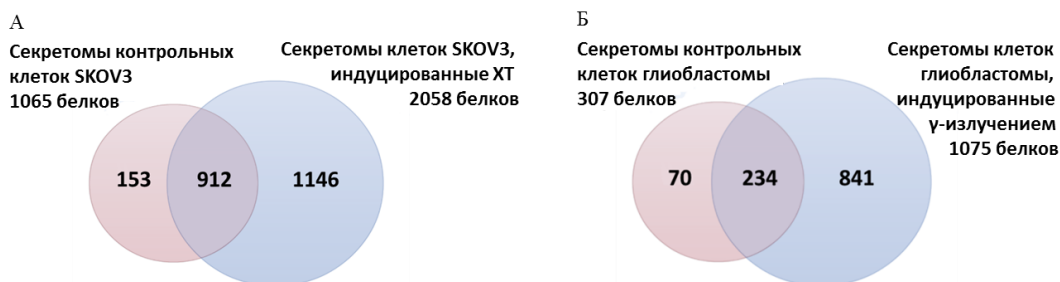 А
Секретомы контрольных
клеток SKOV3
1065 белков
Секретомы клеток SKOV3,
индуцированные ХТ
2058 белков
153
912
1146
Б
Секретомы контрольных
клеток глиобластомы
307 белков
Секретомы клеток
глиобластомы,
индуцированные
γ-излучением
1075 белков
70
234
841